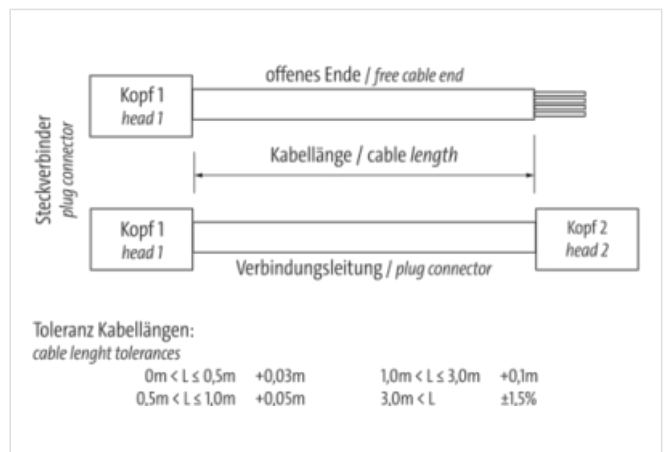 offenes Ende / free cable end
Kopf 1
head 1
Kabellänge / cable length
Steckverbinder
plug connector
Kopf 1
head 1
Kopf 2
head 2
Verbindungsleitung / plug connector
Toleranz Kabellängen:
cable lenght tolerances
0m < L ≤ 0,5m +0,03m 1,0m < L ≤ 3,0m +0,1m
0,5m < L ≤ 1,0m +0,05m 3,0m < L ±1,5%